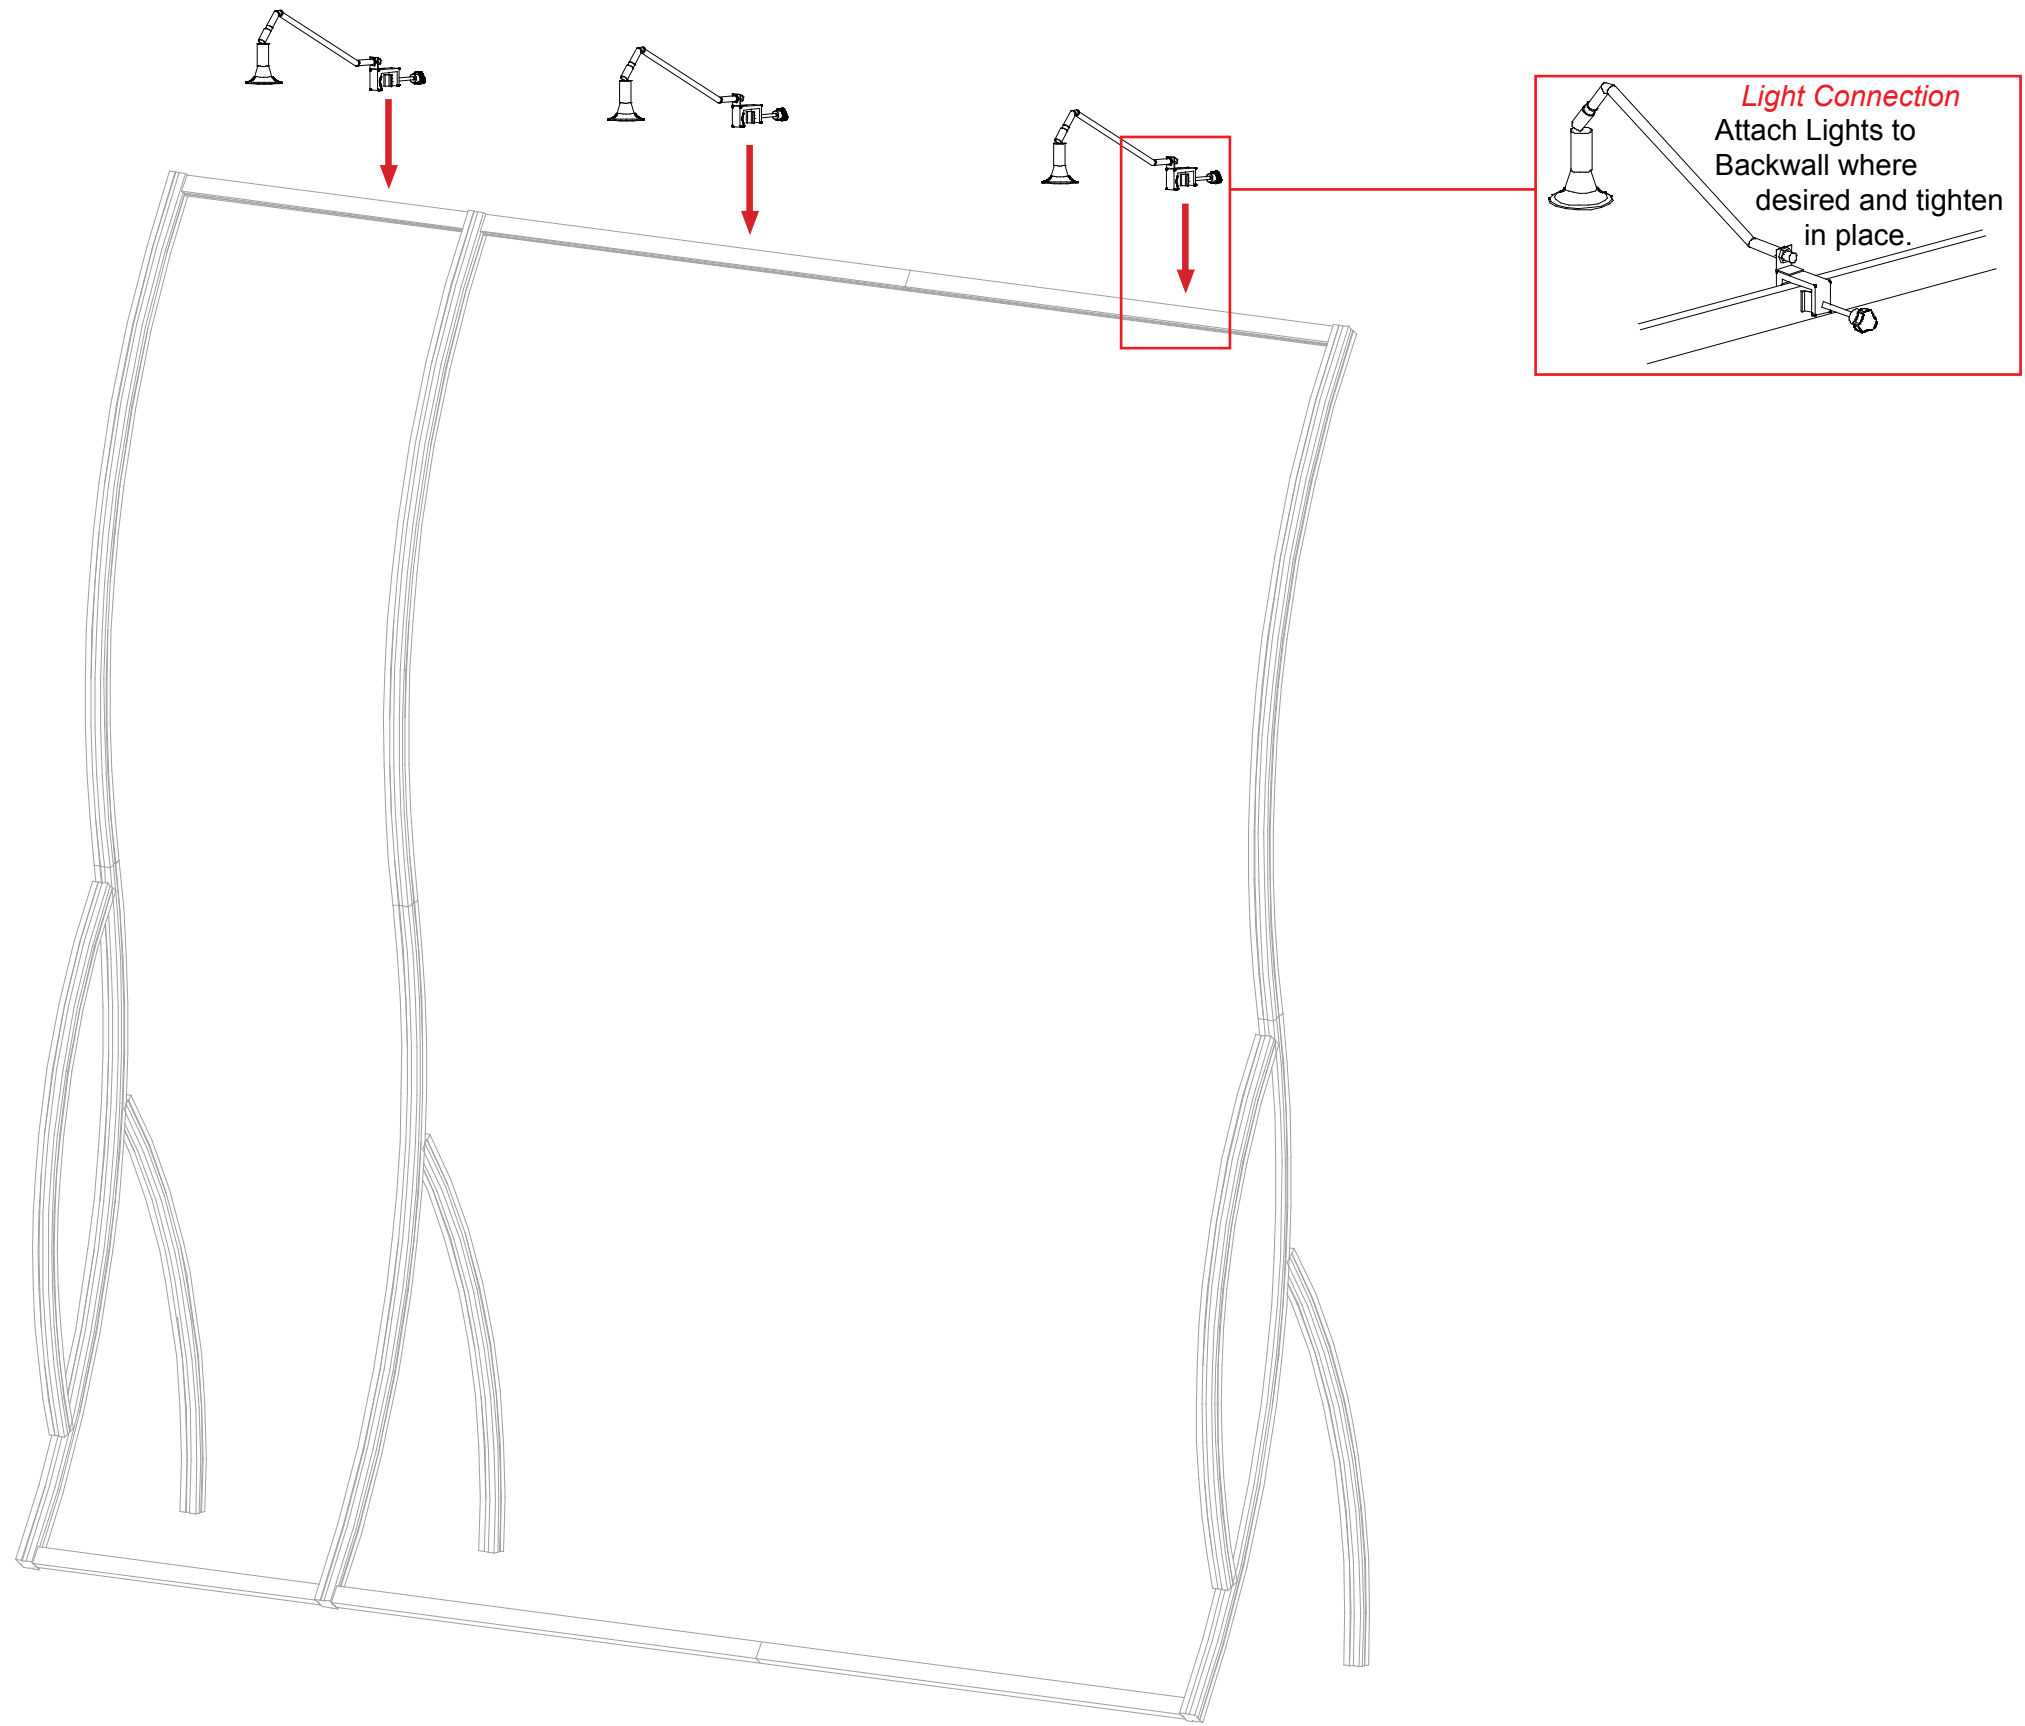 Light Connection
Attach Lights to
Backwall where
desired and tighten
in place.